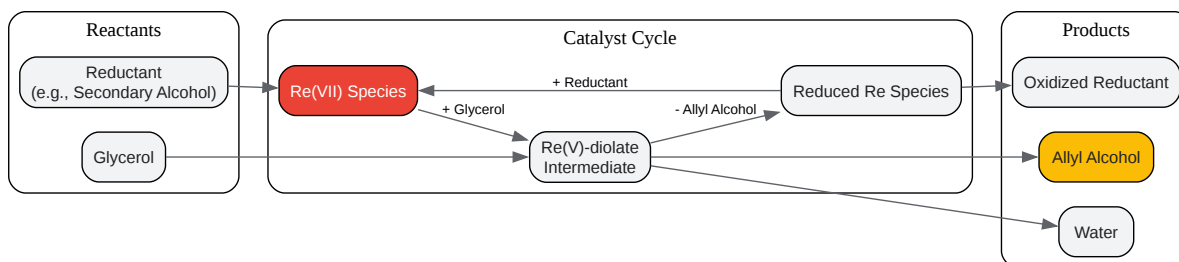 Reactants
Reductant
(e.g., Secondary Alcohol)
Glycerol
Catalyst Cycle
Re(VII) Species
+ Reductant
+ Glycerol
- Allyl Alcohol
Reduced Re Species
Re(V)-diolate
Intermediate
Products
Oxidized Reductant
Allyl Alcohol
Water